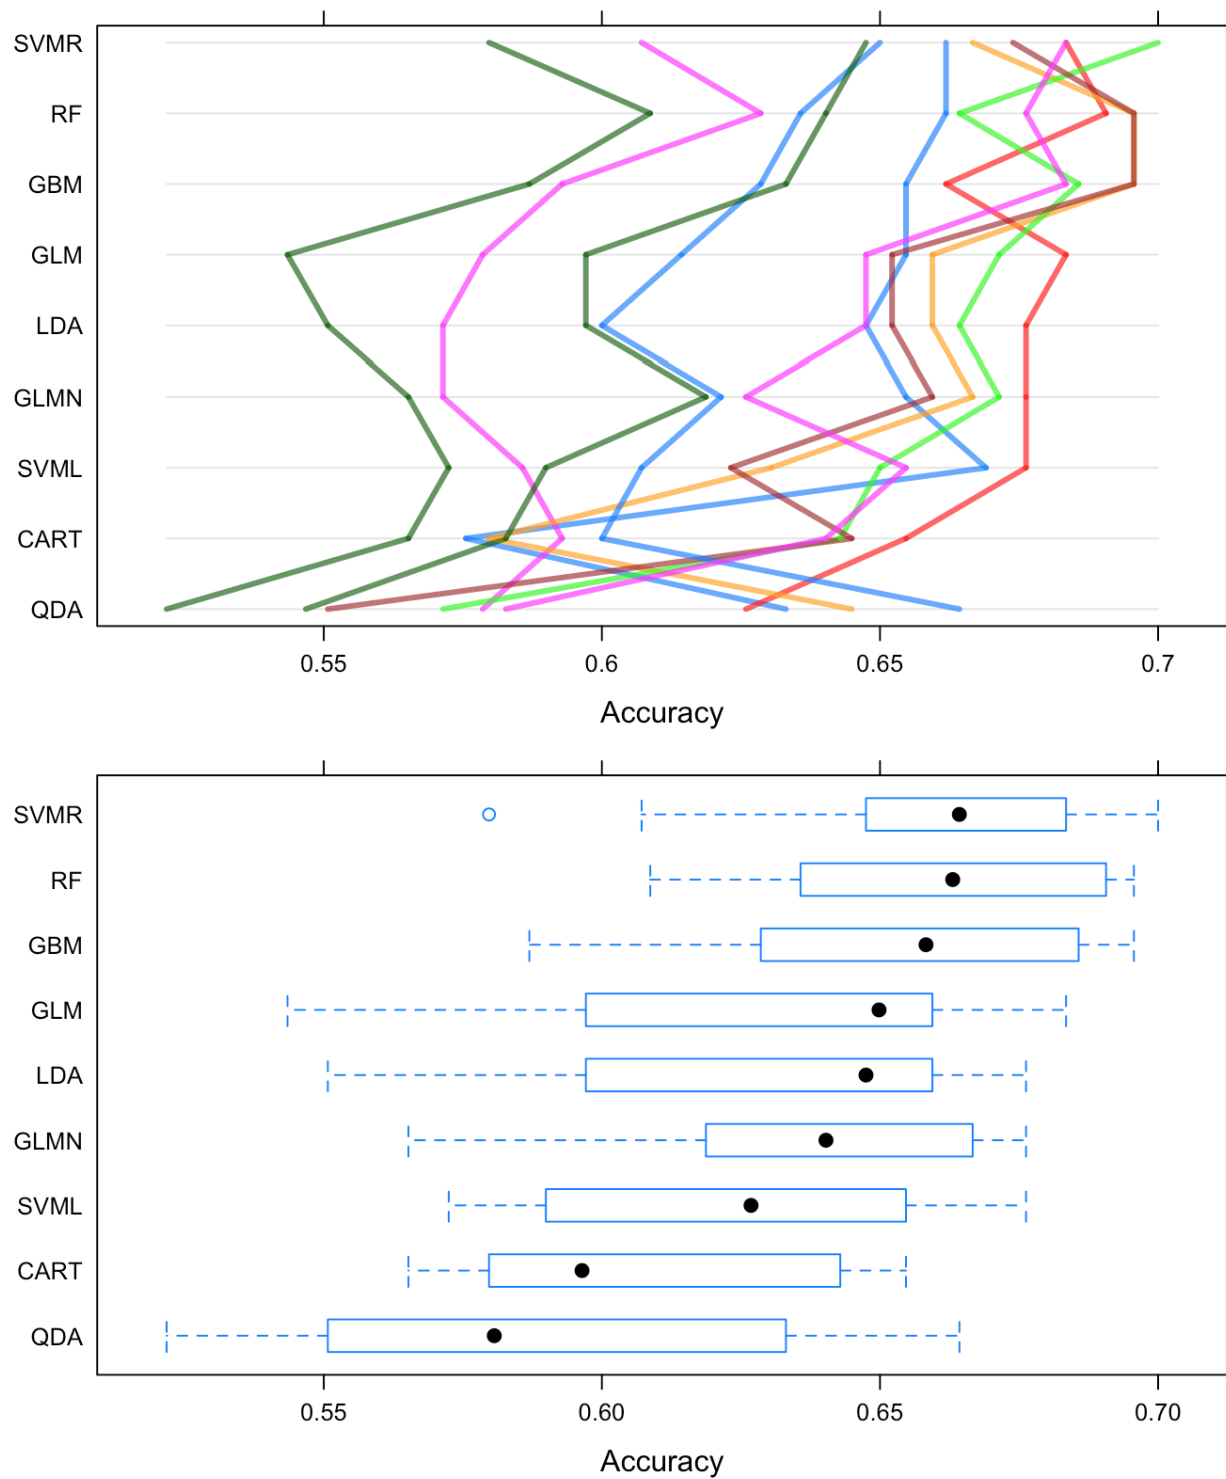 SVMR
RF
GBM
GLM
LDA
GLMN
SVML
CART
QDA
0.55 0.6 0.65 0.7
Accuracy
SVMR
RF
GBM
GLM
LDA
GLMN
SVML
CART
QDA
0.55 0.60 0.65 0.70
Accuracy